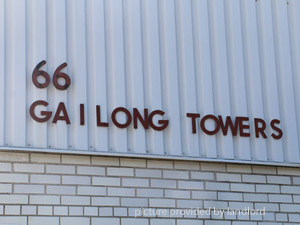 66
GAILONG TOWERS
picture provided by landlord